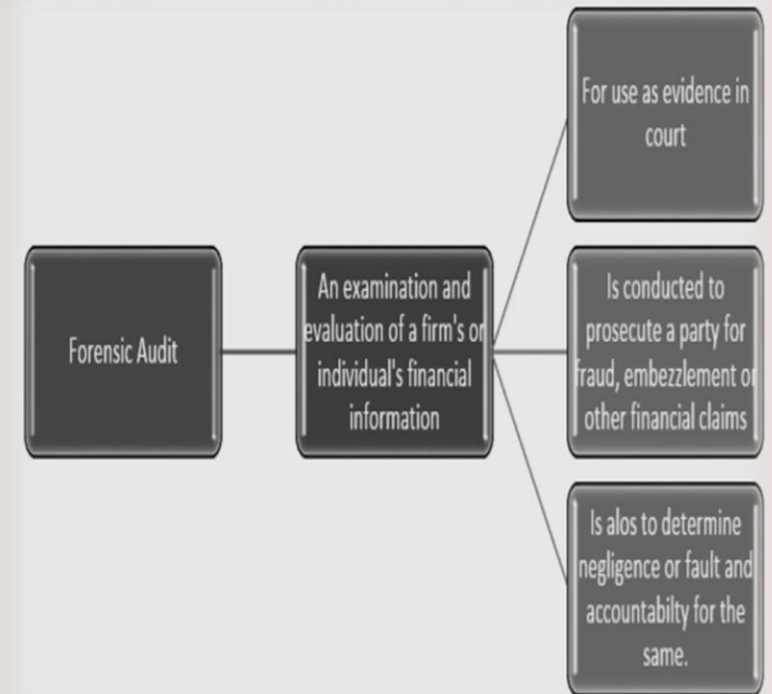 Forensic Audit
An examination and
evaluation of a firm's or
individual's financial
information
For use as evidence in
court
Is conducted to
prosecute a party for
fraud, embezzlement or
other financial claims
Is alos to determine
negligence or fault and
accountabilty for the
same.